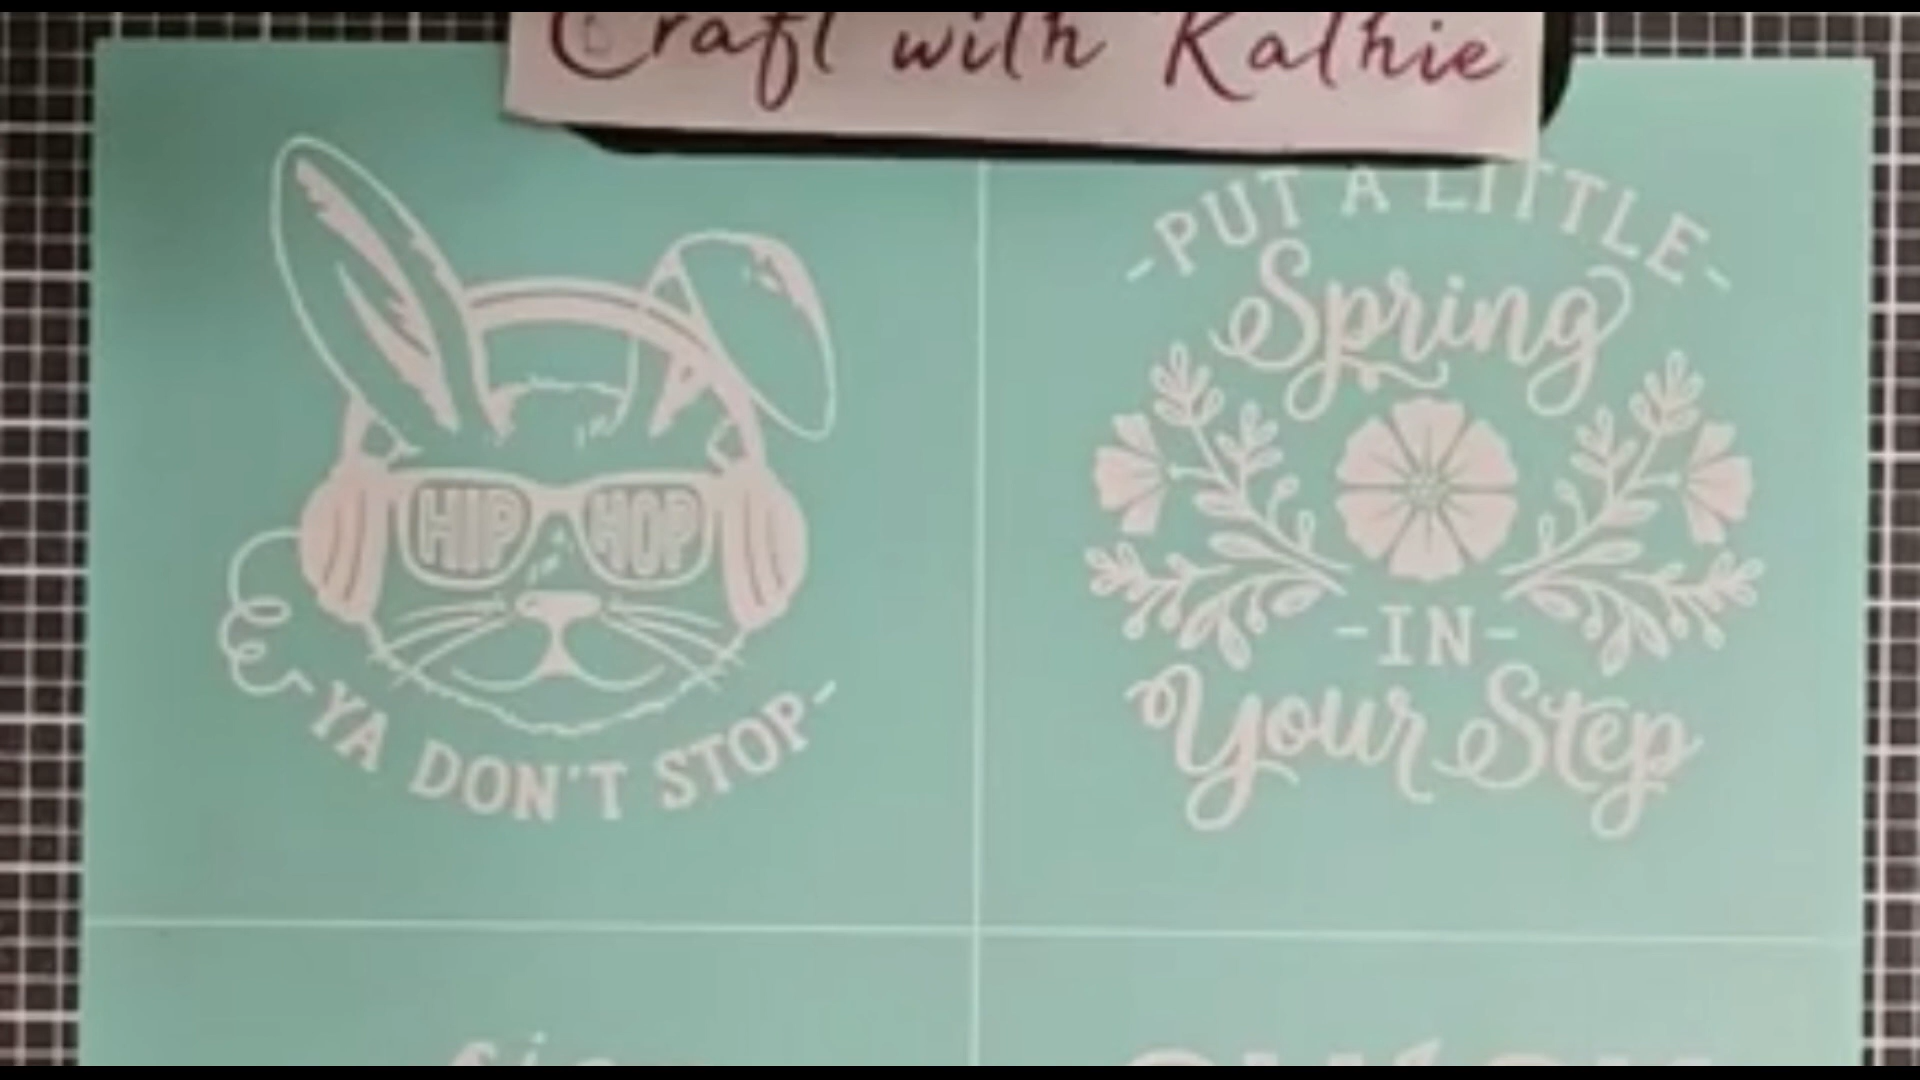 Craft with Kathie
HIP HOP
-YA DON'T STOP-
-PUT A LITTLE-
Spring
-IN-
Your Step